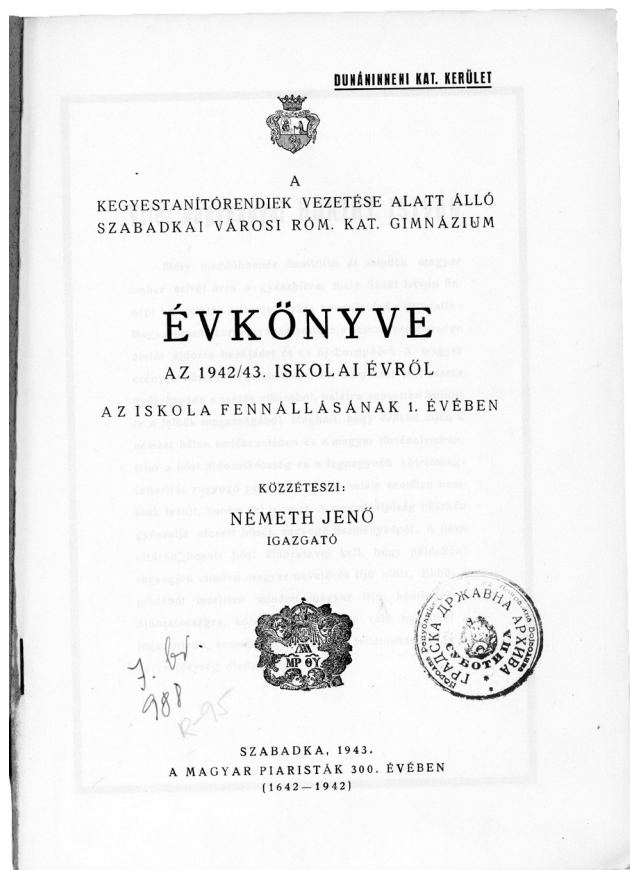 DUNÁNINNENI KAT. KERÜLET
A
KEGYESTANÍTÓRENDIEK VEZETÉSE ALATT ÁLLÓ
SZABADKAI VÁROSI RÓM. KAT. GIMNÁZIUM
ÉVKÖNYVE
AZ 1942/43. ISKOLAI ÉVRŐL
AZ ISKOLA FENNÁLLÁSÁNAK 1. ÉVÉBEN
KÖZZÉTESZI:
NÉMETH JENŐ
IGAZGATÓ
ГРАДСКА ДРЖАВНА АРХИВА
СУБОТИЦА
MP ΘY
988
R-95
SZABADKA, 1943.
A MAGYAR PIARISTÁK 300. ÉVÉBEN
(1642—1942)